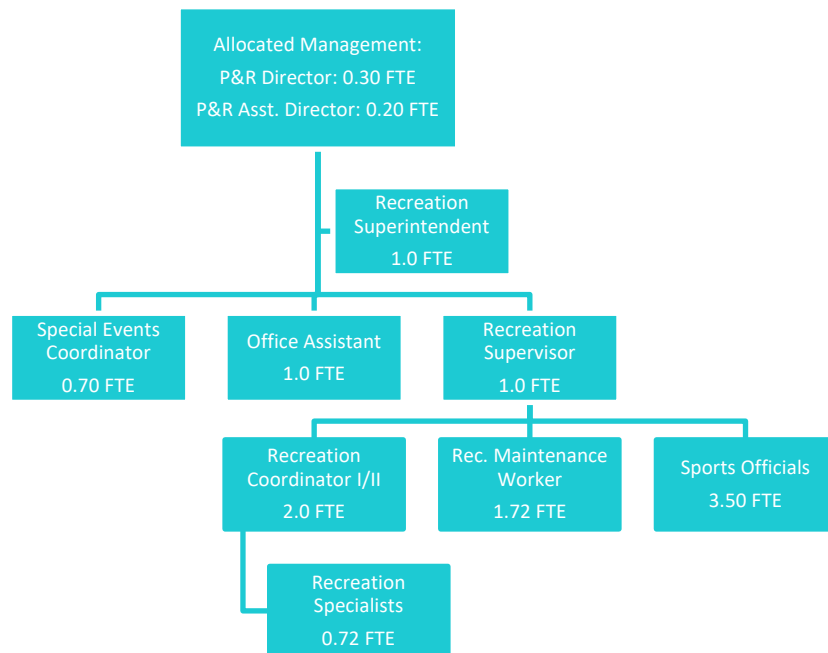 Allocated Management:
P&R Director: 0.30 FTE
P&R Asst. Director: 0.20 FTE
Recreation
Superintendent
1.0 FTE
Special Events
Coordinator
0.70 FTE
Office Assistant
1.0 FTE
Recreation
Supervisor
1.0 FTE
Recreation
Coordinator I/II
2.0 FTE
Rec. Maintenance
Worker
1.72 FTE
Sports Officials
3.50 FTE
Recreation
Specialists
0.72 FTE